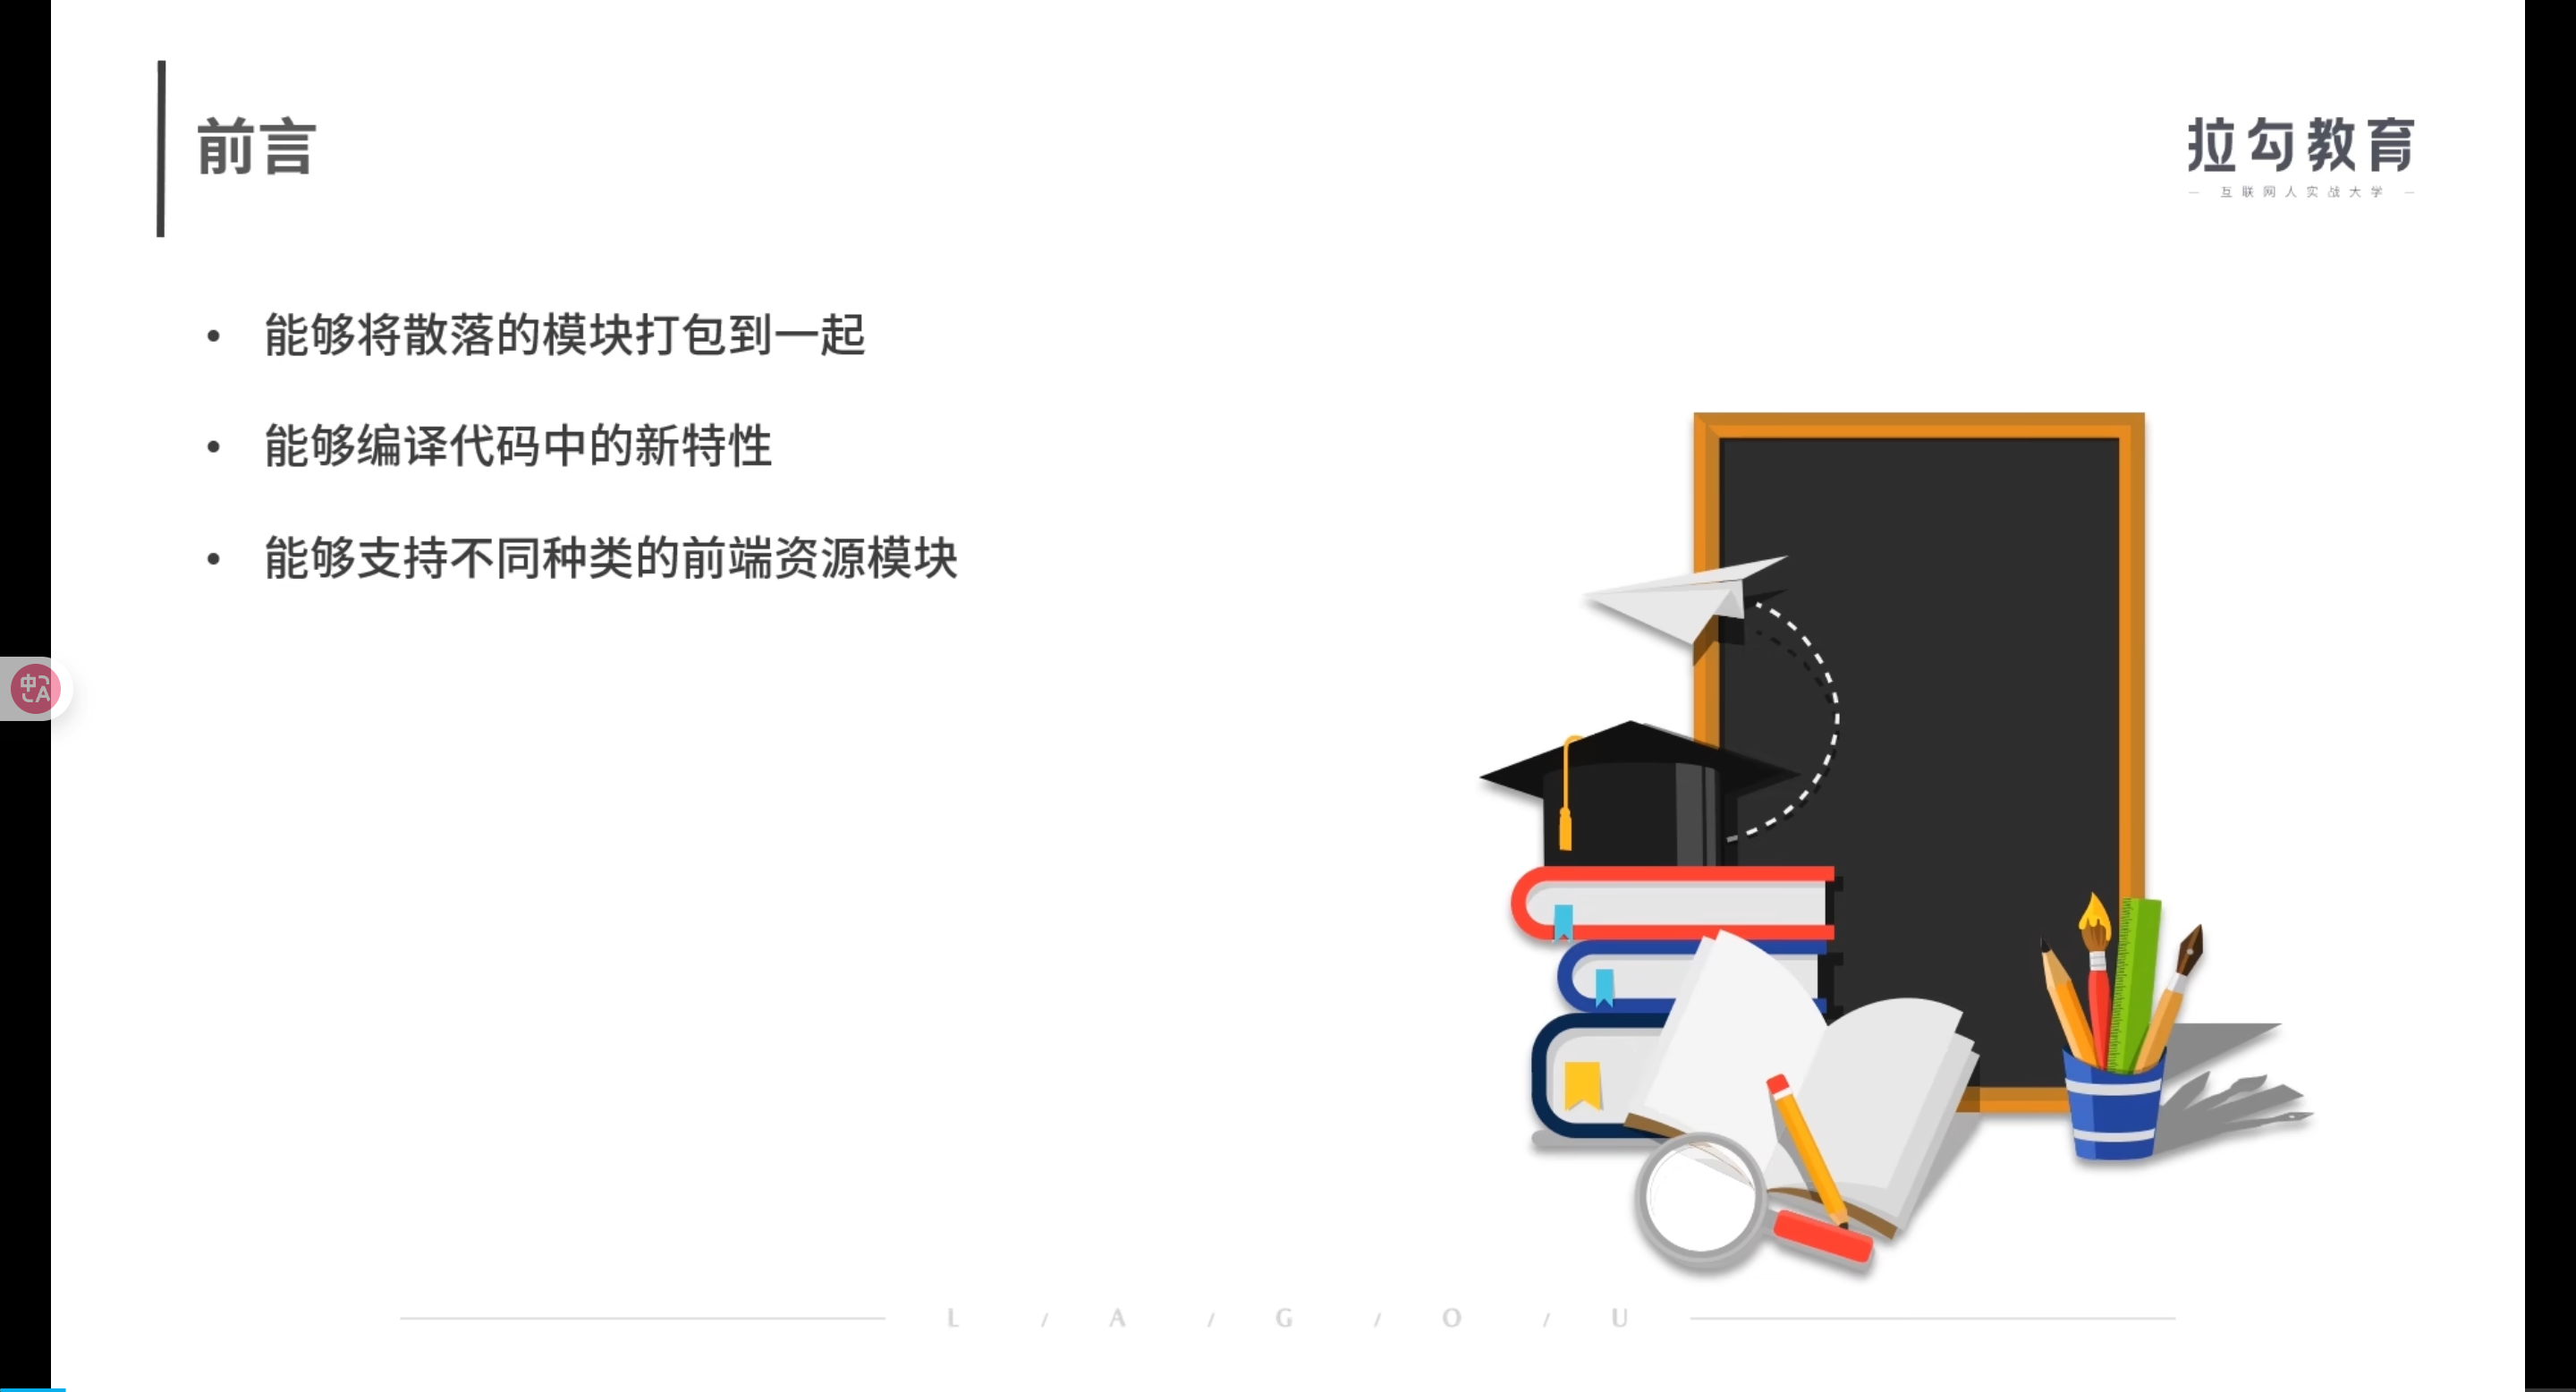 前言
拉勾教育
— 互联网人实战大学 —
• 能够将散落的模块打包到一起
• 能够编译代码中的新特性
• 能够支持不同种类的前端资源模块
中A
L / A / G / O / U